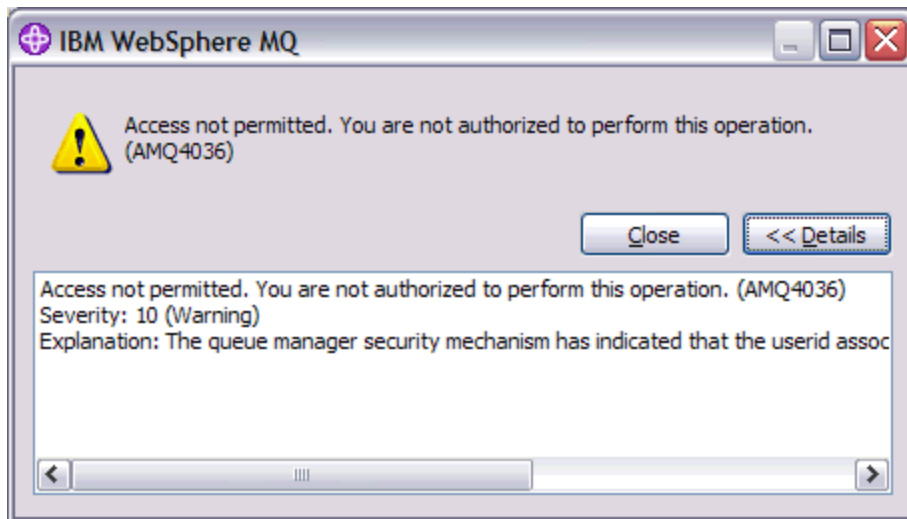 IBM WebSphere MQ
Access not permitted. You are not authorized to perform this operation.
(AMQ4036)
Close
<< Details
Access not permitted. You are not authorized to perform this operation. (AMQ4036)
Severity: 10 (Warning)
Explanation: The queue manager security mechanism has indicated that the userid assoc